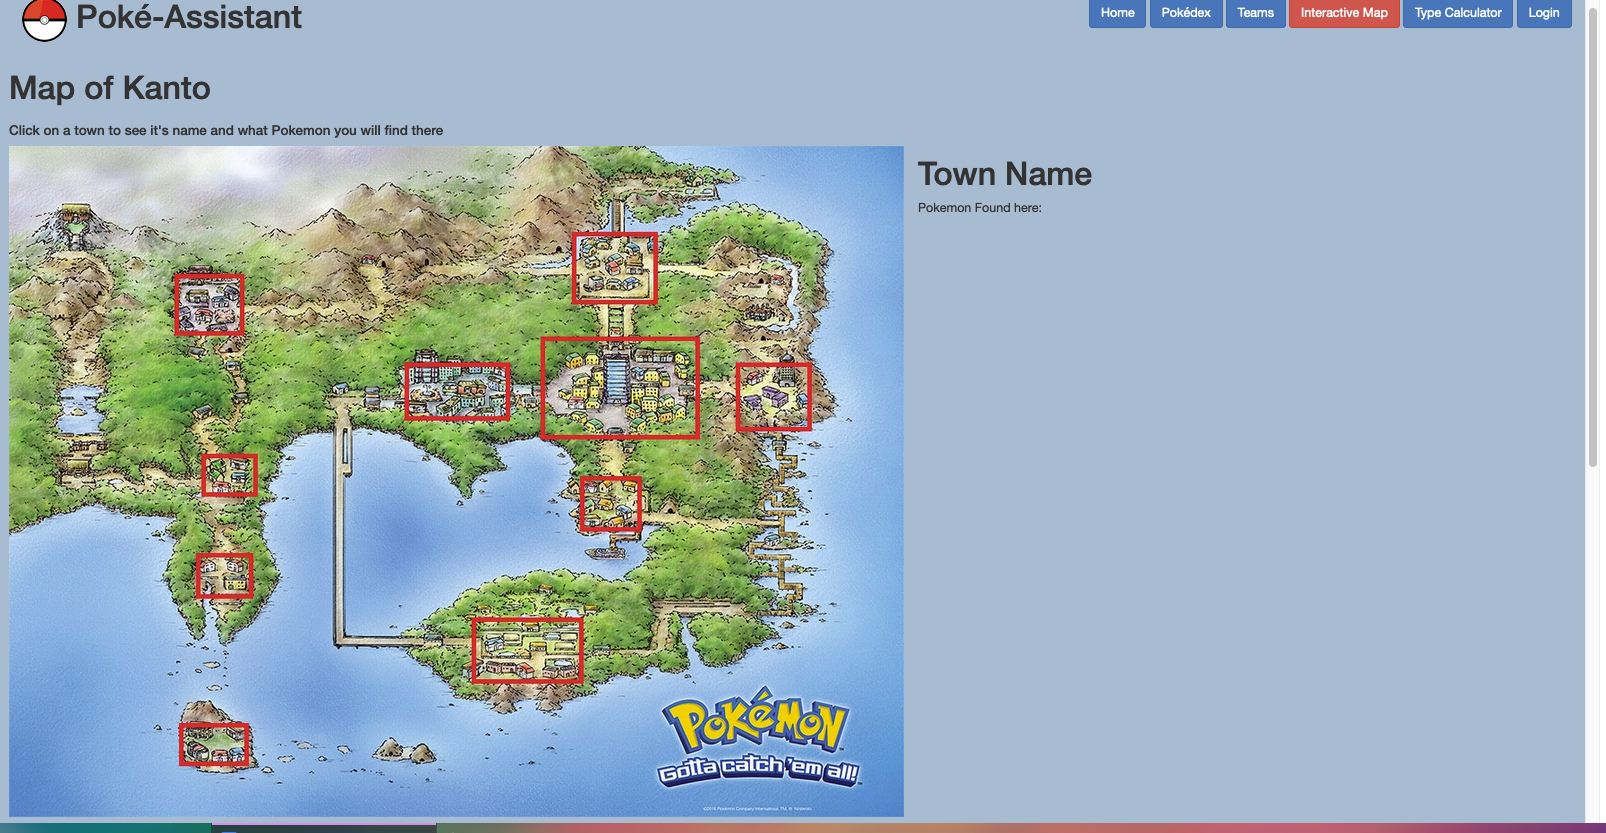 Poké-Assistant
Home
Pokédex
Teams
Interactive Map
Type Calculator
Login
Map of Kanto
Click on a town to see it's name and what Pokemon you will find there
Town Name
Pokemon Found here:
POKéMON
Gotta catch 'em all!